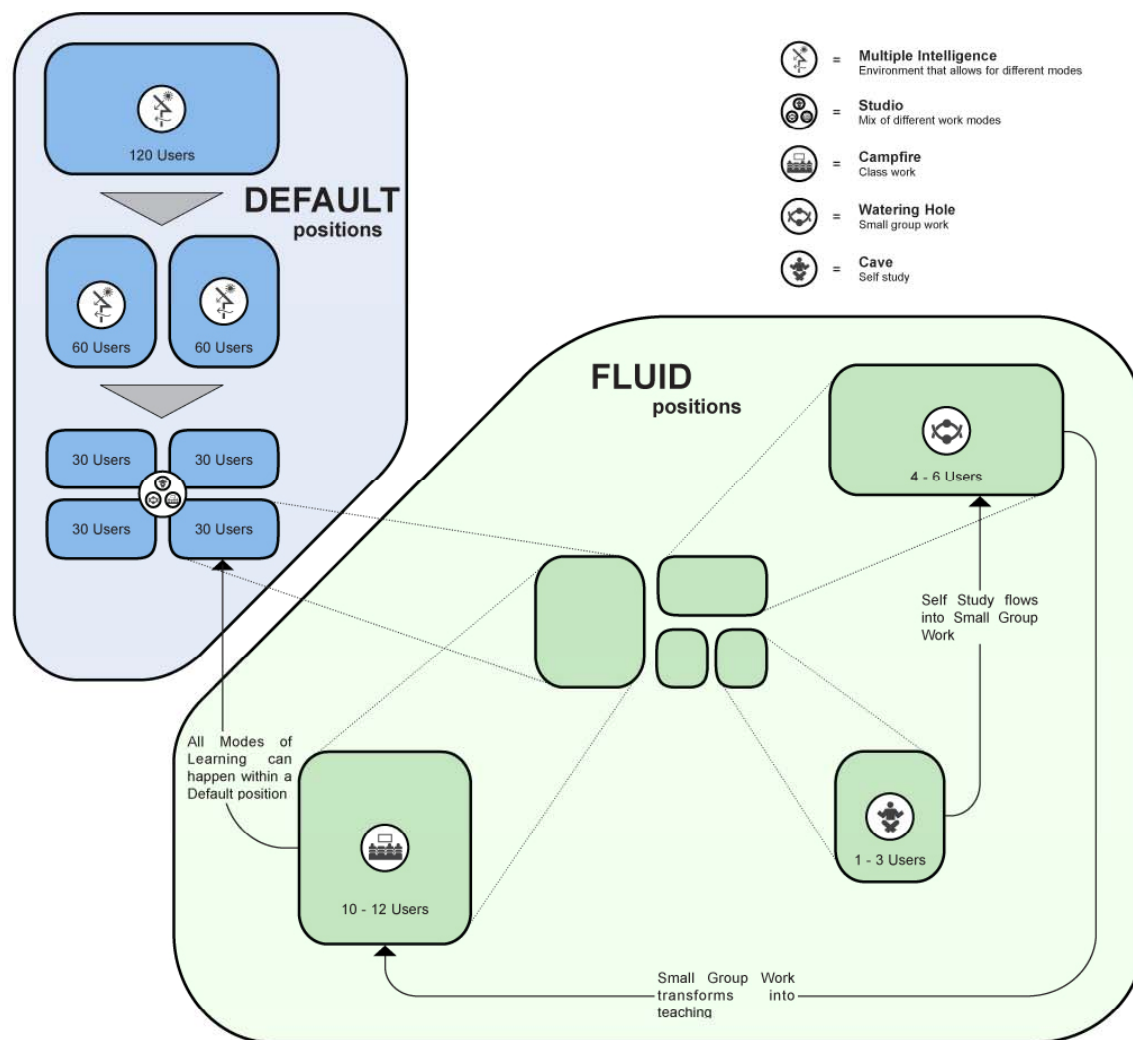 120 Users
DEFAULT
positions
60 Users
60 Users
30 Users
30 Users
30 Users
30 Users
= Multiple Intelligence
Environment that allows for different modes
= Studio
Mix of different work modes
= Campfire
Class work
= Watering Hole
Small group work
= Cave
Self study
FLUID
positions
4 - 6 Users
Self Study flows
into Small Group
Work
All Modes of
Learning can
happen within a
Default position
1 - 3 Users
10 - 12 Users
Small Group Work
transforms into
teaching